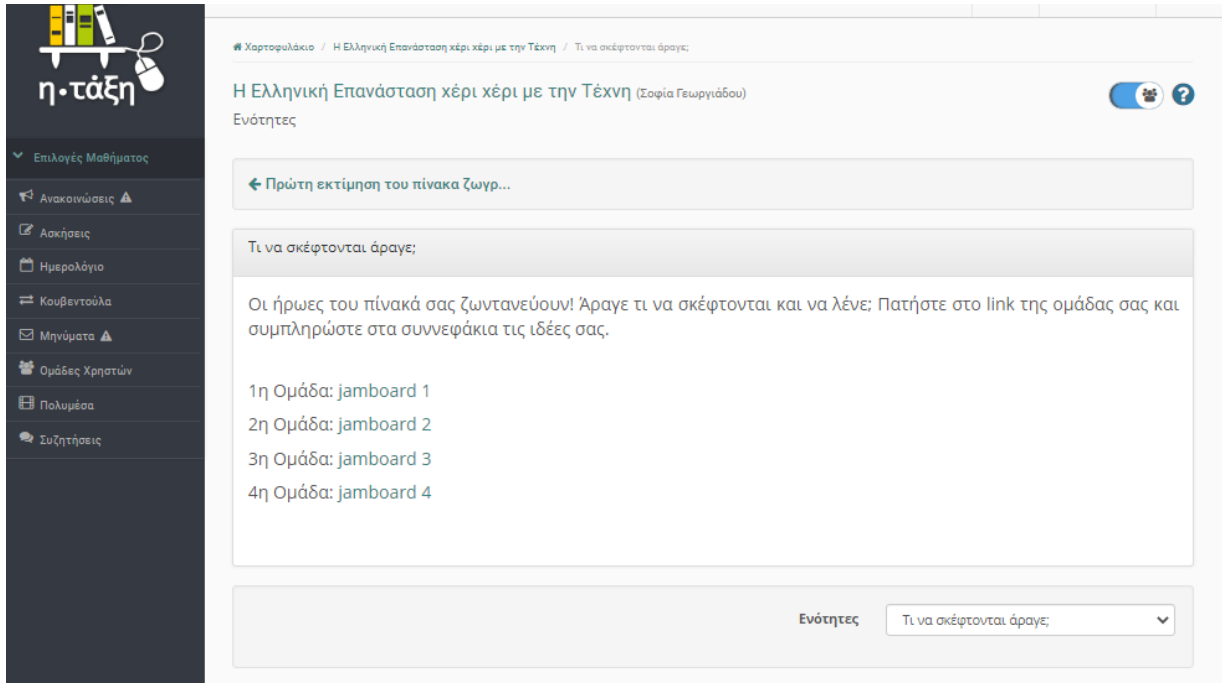 η·τάξη
Επιλογές Μαθήματος
Ανακοινώσεις
Ασκήσεις
Ημερολόγιο
Κουβεντούλα
Μηνύματα
Ομάδες Χρηστών
Πολυμέσα
Συζητήσεις
Χαρτοφυλάκιο / Η Ελληνική Επανάσταση χέρι χέρι με την Τέχνη / Τι να σκέφτονται άραγε;
Η Ελληνική Επανάσταση χέρι χέρι με την Τέχνη (Σοφία Γεωργιάδου)
Ενότητες
Πρώτη εκτίμηση του πίνακα ζωγρ...
Τι να σκέφτονται άραγε;
Οι ήρωες του πίνακά σας ζωντανεύουν! Άραγε τι να σκέφτονται και να λένε; Πατήστε στο link της ομάδας σας και
συμπληρώστε στα συννεφάκια τις ιδέες σας.
1η Ομάδα: jamboard 1
2η Ομάδα: jamboard 2
3η Ομάδα: jamboard 3
4η Ομάδα: jamboard 4
Ενότητες Τι να σκέφτονται άραγε;